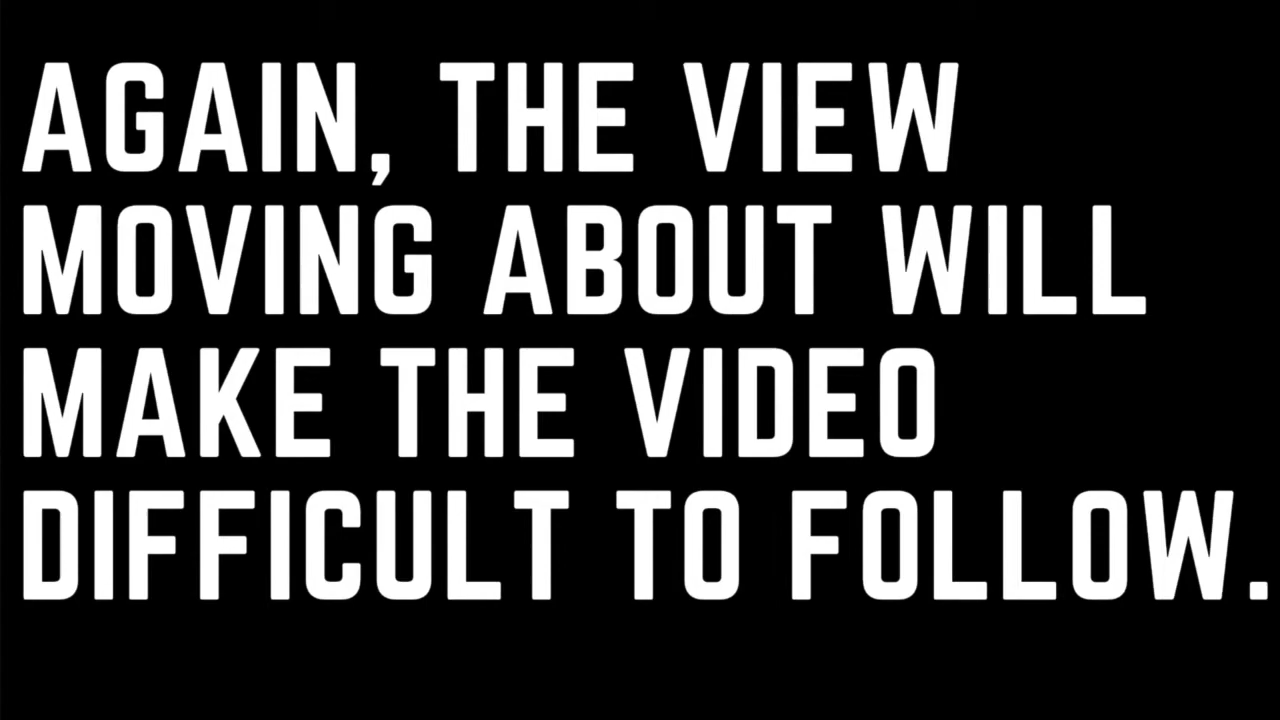 AGAIN, THE VIEW
MOVING ABOUT WILL
MAKE THE VIDEO
DIFFICULT TO FOLLOW.